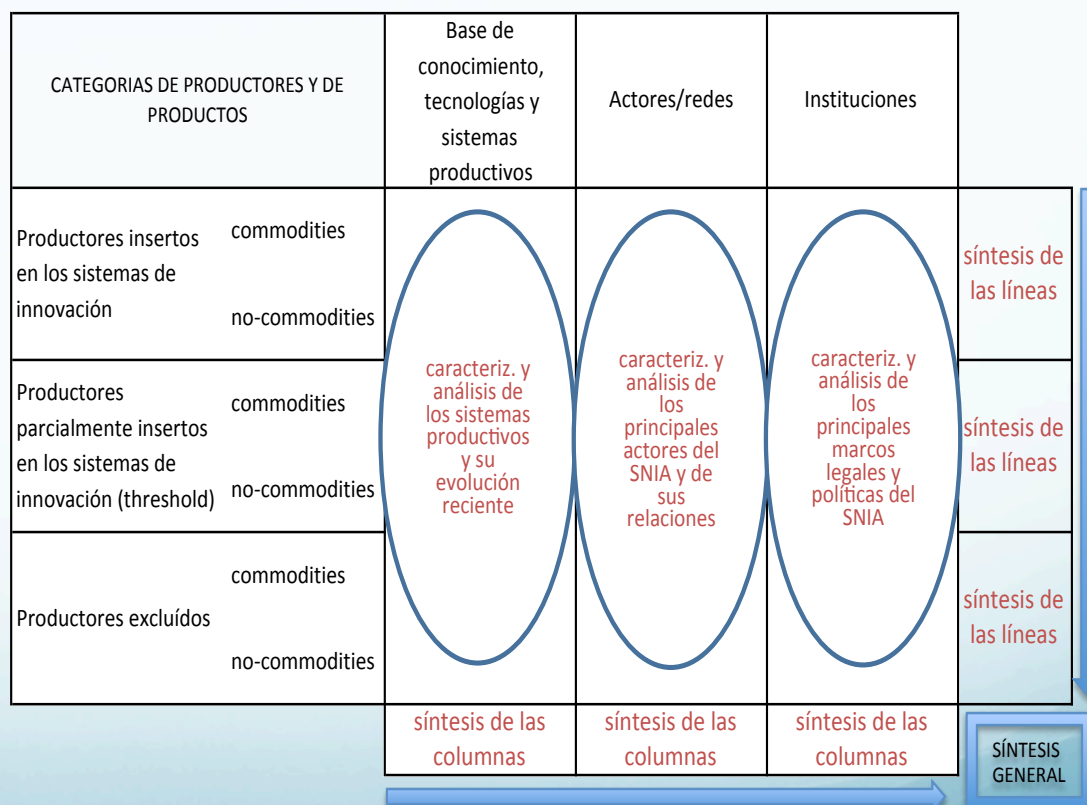 CATEGORIAS DE PRODUCTORES Y DE
PRODUCTOS
Base de
conocimiento,
tecnologías y
sistemas
productivos
Actores/redes
Instituciones
Productores insertos
en los sistemas de
innovación
commodities
no-commodities
síntesis de
las líneas
Productores
parcialmente insertos
en los sistemas de
innovación (threshold)
commodities
no-commodities
caracteriz. y
análisis de
los sistemas
productivos
y su
evolución
reciente
caracteriz. y
análisis de
los
principales
actores del
SNIA y de
sus
relaciones
caracteriz. y
análisis de
los
principales
marcos
legales y
políticas del
SNIA
síntesis de
las líneas
Productores excluídos
commodities
no-commodities
síntesis de
las líneas
síntesis de las
columnas
síntesis de las
columnas
síntesis de las
columnas
SÍNTESIS
GENERAL